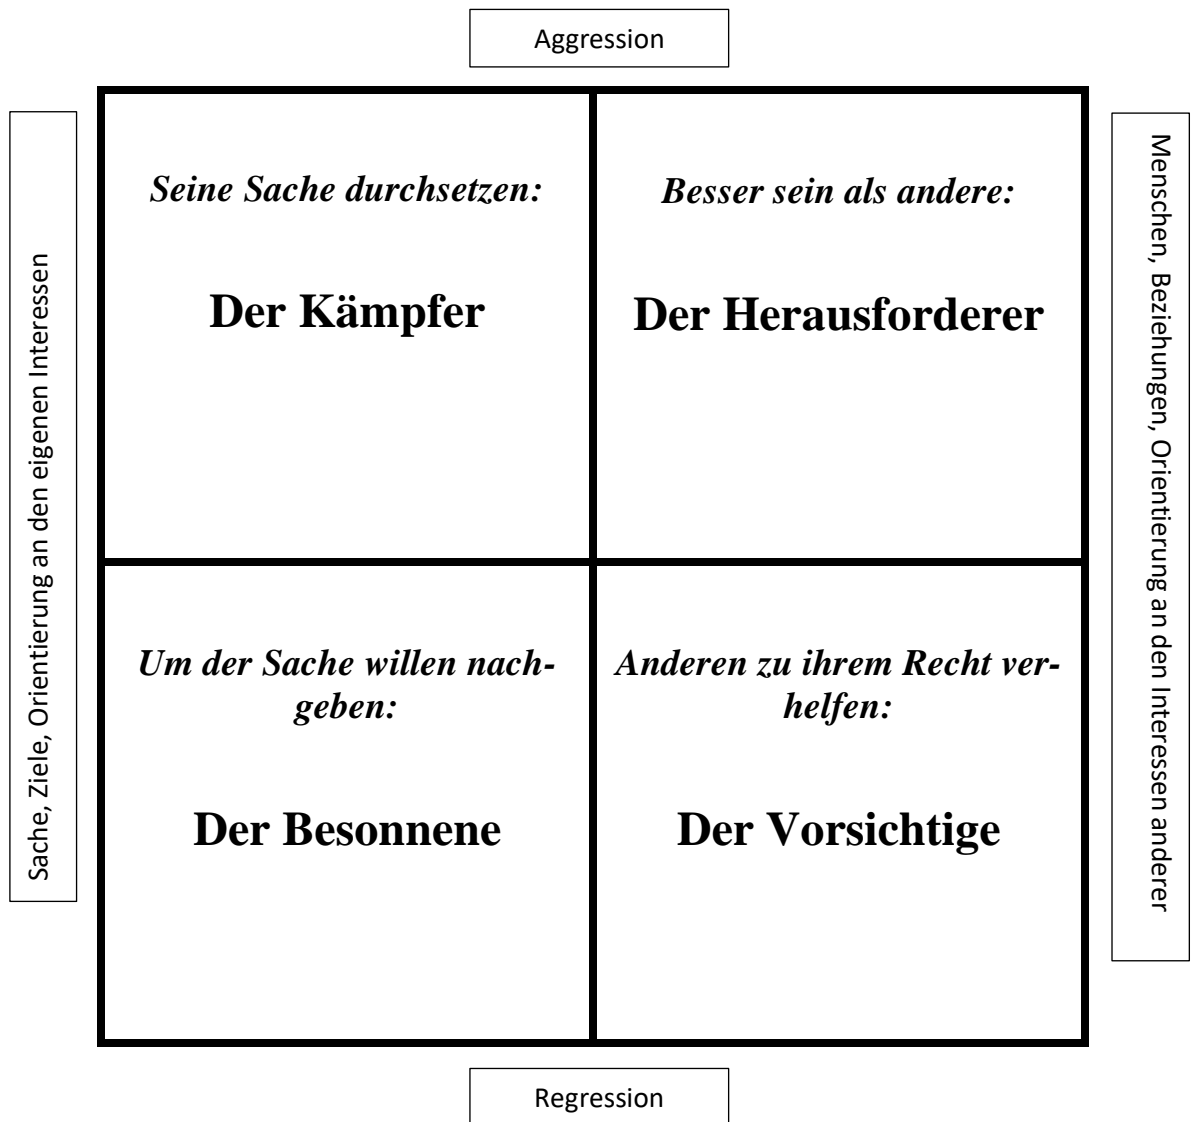 Aggression
Sache, Ziele, Orientierung an den eigenen Interessen
Seine Sache durchsetzen:
Der Kämpfer
Besser sein als andere:
Der Herausforderer
Menschen, Beziehungen, Orientierung an den Interessen anderer
Um der Sache willen nach-
geben:
Der Besonnene
Anderen zu ihrem Recht ver-
helfen:
Der Vorsichtige
Regression